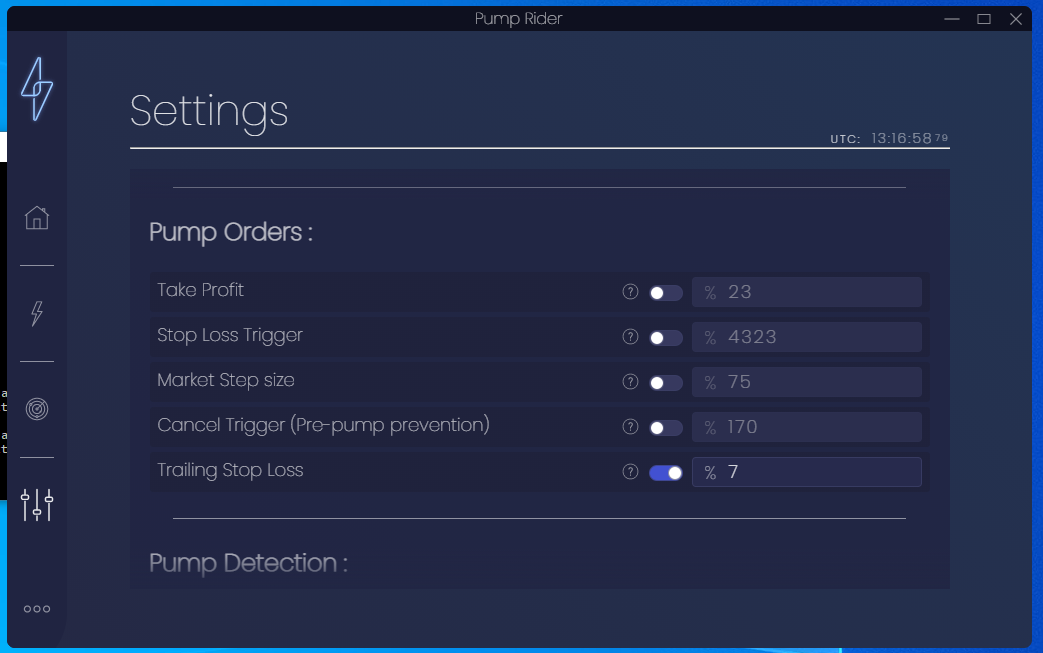 Pump Rider
Settings
UTC: 13:16:58 79
Pump Orders :
Take Profit ? % 23
Stop Loss Trigger ? % 4323
Market Step size ? % 75
Cancel Trigger (Pre-pump prevention) ? % 170
Trailing Stop Loss ? % 7
Pump Detection :
a
t
a
t